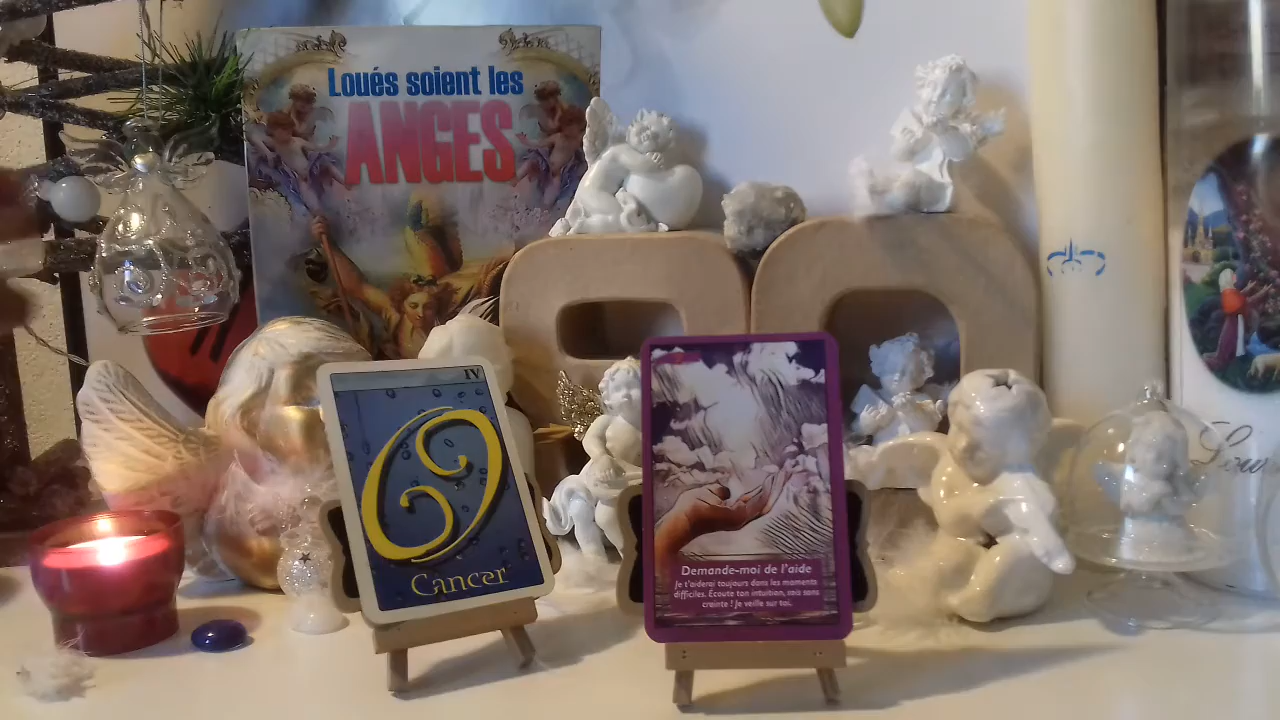 Loués soient les
ANGES
IV
Cancer
Demande-moi de l'aide
Je t'aiderai toujours dans les moments
difficiles. Écoute ton intuition, sois sans
crainte ! Je veille sur toi.